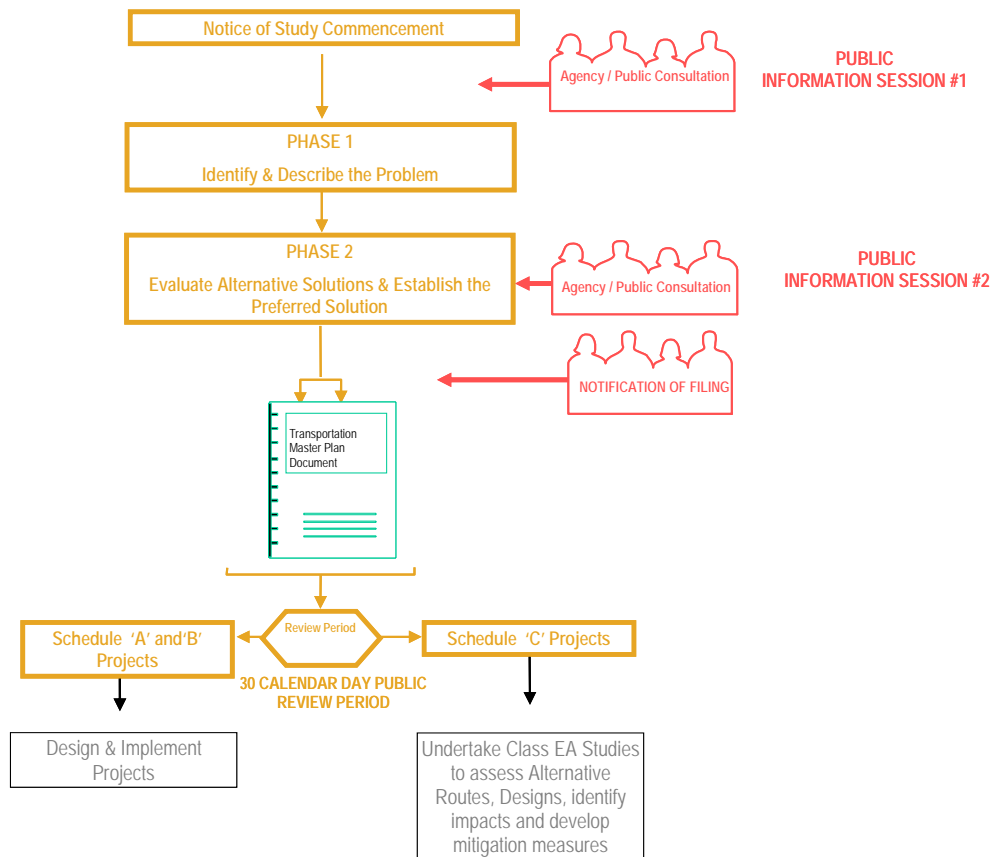 Notice of Study Commencement
Agency / Public Consultation
PUBLIC
INFORMATION SESSION #1
PHASE 1
Identify & Describe the Problem
PHASE 2
Evaluate Alternative Solutions & Establish the
Preferred Solution
Agency / Public Consultation
PUBLIC
INFORMATION SESSION #2
NOTIFICATION OF FILING
Transportation
Master Plan
Document
Schedule 'A' and'B'
Projects
Review Period
Schedule 'C' Projects
30 CALENDAR DAY PUBLIC
REVIEW PERIOD
Design & Implement
Projects
Undertake Class EA Studies
to assess Alternative
Routes, Designs, identify
impacts and develop
mitigation measures